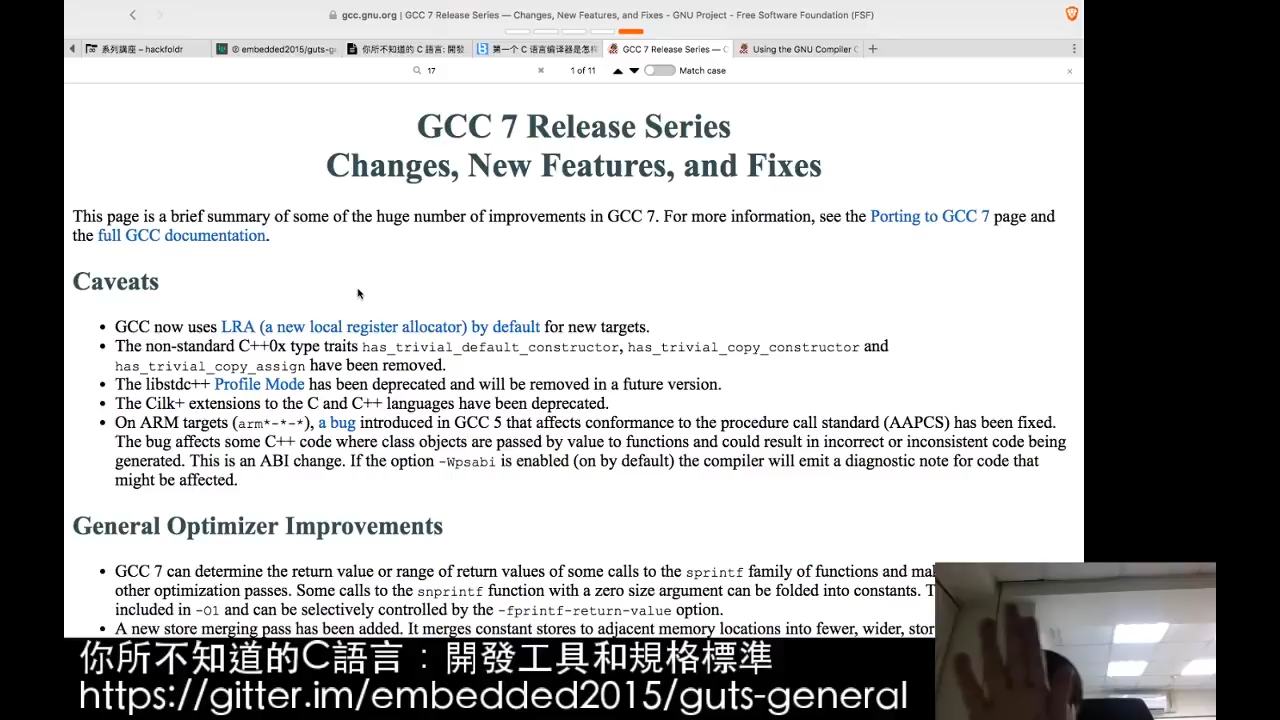 gcc.gnu.org | GCC 7 Release Series — Changes, New Features, and Fixes - GNU Project - Free Software Foundation (FSF)
系列講座 – hackfoldr
embedded2015/guts-g
你所不知道的 C 語言: 開發
第一个 C 语言编译器是怎样
GCC 7 Release Series — C
Using the GNU Compiler C
17
1 of 11
Match case
GCC 7 Release Series
Changes, New Features, and Fixes
This page is a brief summary of some of the huge number of improvements in GCC 7. For more information, see the Porting to GCC 7 page and
the full GCC documentation.
Caveats
• GCC now uses LRA (a new local register allocator) by default for new targets.
• The non-standard C++0x type traits has_trivial_default_constructor, has_trivial_copy_constructor and
has_trivial_copy_assign have been removed.
• The libstdc++ Profile Mode has been deprecated and will be removed in a future version.
• The Cilk+ extensions to the C and C++ languages have been deprecated.
• On ARM targets (arm*-*-*), a bug introduced in GCC 5 that affects conformance to the procedure call standard (AAPCS) has been fixed.
The bug affects some C++ code where class objects are passed by value to functions and could result in incorrect or inconsistent code being
generated. This is an ABI change. If the option -Wpsabi is enabled (on by default) the compiler will emit a diagnostic note for code that
might be affected.
General Optimizer Improvements
• GCC 7 can determine the return value or range of return values of some calls to the sprintf family of functions and mak
other optimization passes. Some calls to the snprintf function with a zero size argument can be folded into constants. T
included in -O1 and can be selectively controlled by the -fprintf-return-value option.
• A new store merging pass has been added. It merges constant stores to adjacent memory locations into fewer, wider, stor
你所不知道的C語言：開發工具和規格標準
https://gitter.im/embedded2015/guts-general